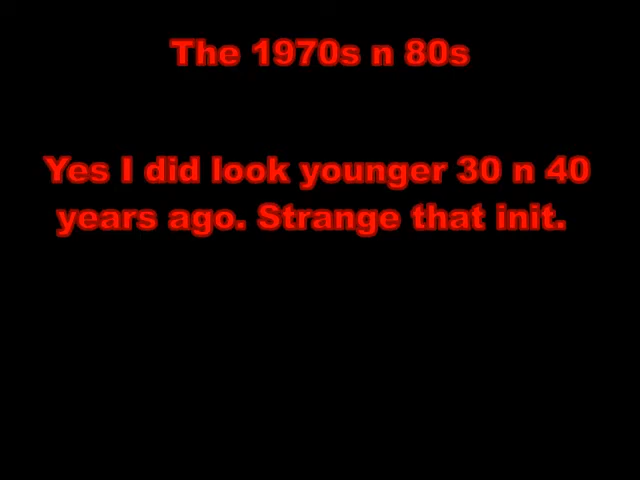 The 1970s n 80s
Yes I did look younger 30 n 40
years ago. Strange that init.